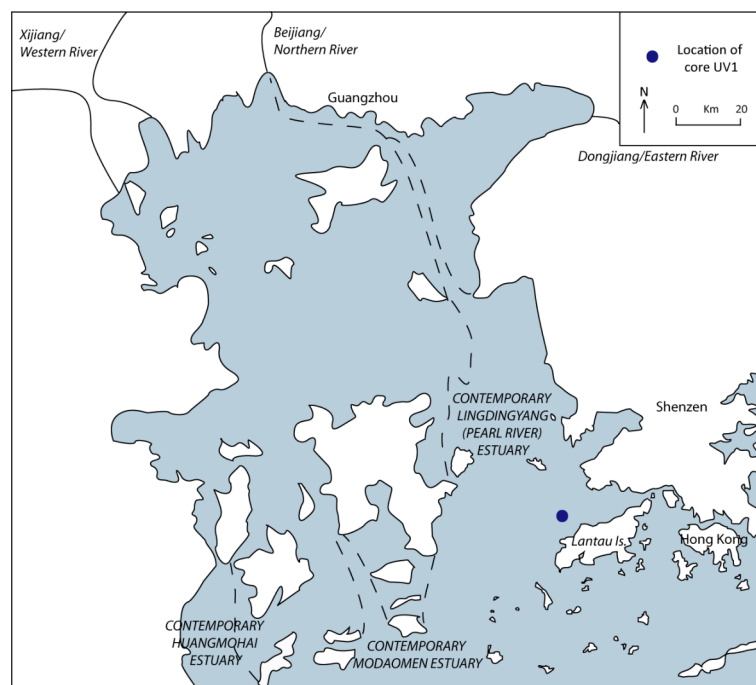 Xijiang/
Western River
Beijiang/
Northern River
Location of
core UV1
N
0 Km 20
Guangzhou
Dongjiang/Eastern River
CONTEMPORARY
LINGDINGYANG
(PEARL RIVER)
ESTUARY
Shenzen
Lantau Is.
Hong Kong
CONTEMPORARY
HUANGMOHAI
ESTUARY
CONTEMPORARY
MODAOMEN ESTUARY